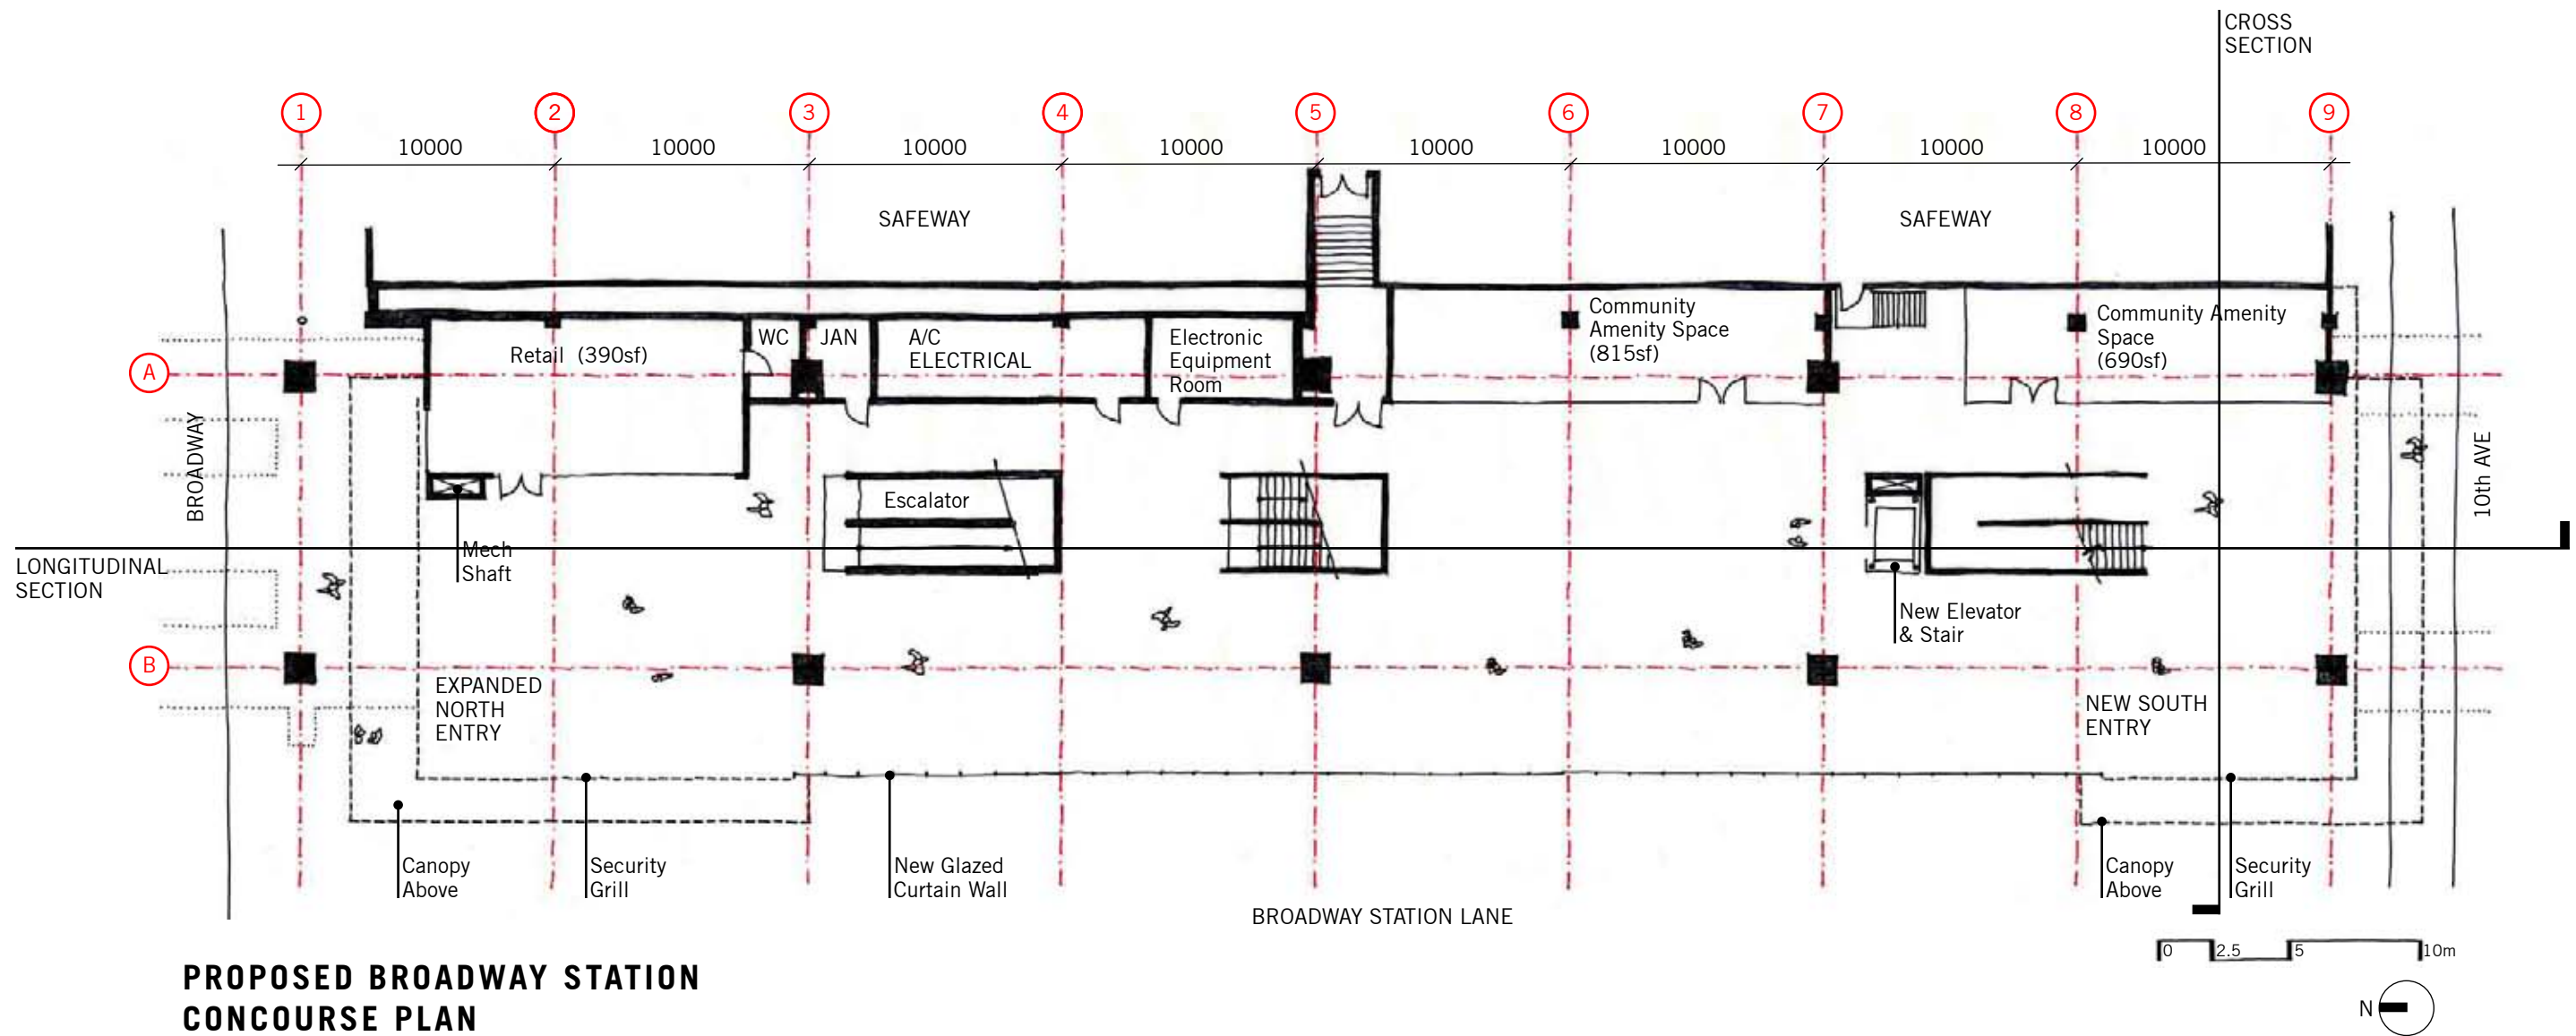 CROSS
SECTION
1
2
3
4
5
6
7
8
9
10000
10000
10000
10000
10000
10000
10000
10000
SAFEWAY
SAFEWAY
A
Retail (390sf)
WC
JAN
A/C
ELECTRICAL
Electronic
Equipment
Room
Community
Amenity Space
(815sf)
Community Amenity
Space
(690sf)
BROADWAY
10th AVE
Escalator
LONGITUDINAL
SECTION
Mech
Shaft
New Elevator
& Stair
B
EXPANDED
NORTH
ENTRY
NEW SOUTH
ENTRY
Canopy
Above
Security
Grill
New Glazed
Curtain Wall
Canopy
Above
Security
Grill
BROADWAY STATION LANE
0
2.5
5
10m
N
PROPOSED BROADWAY STATION
CONCOURSE PLAN